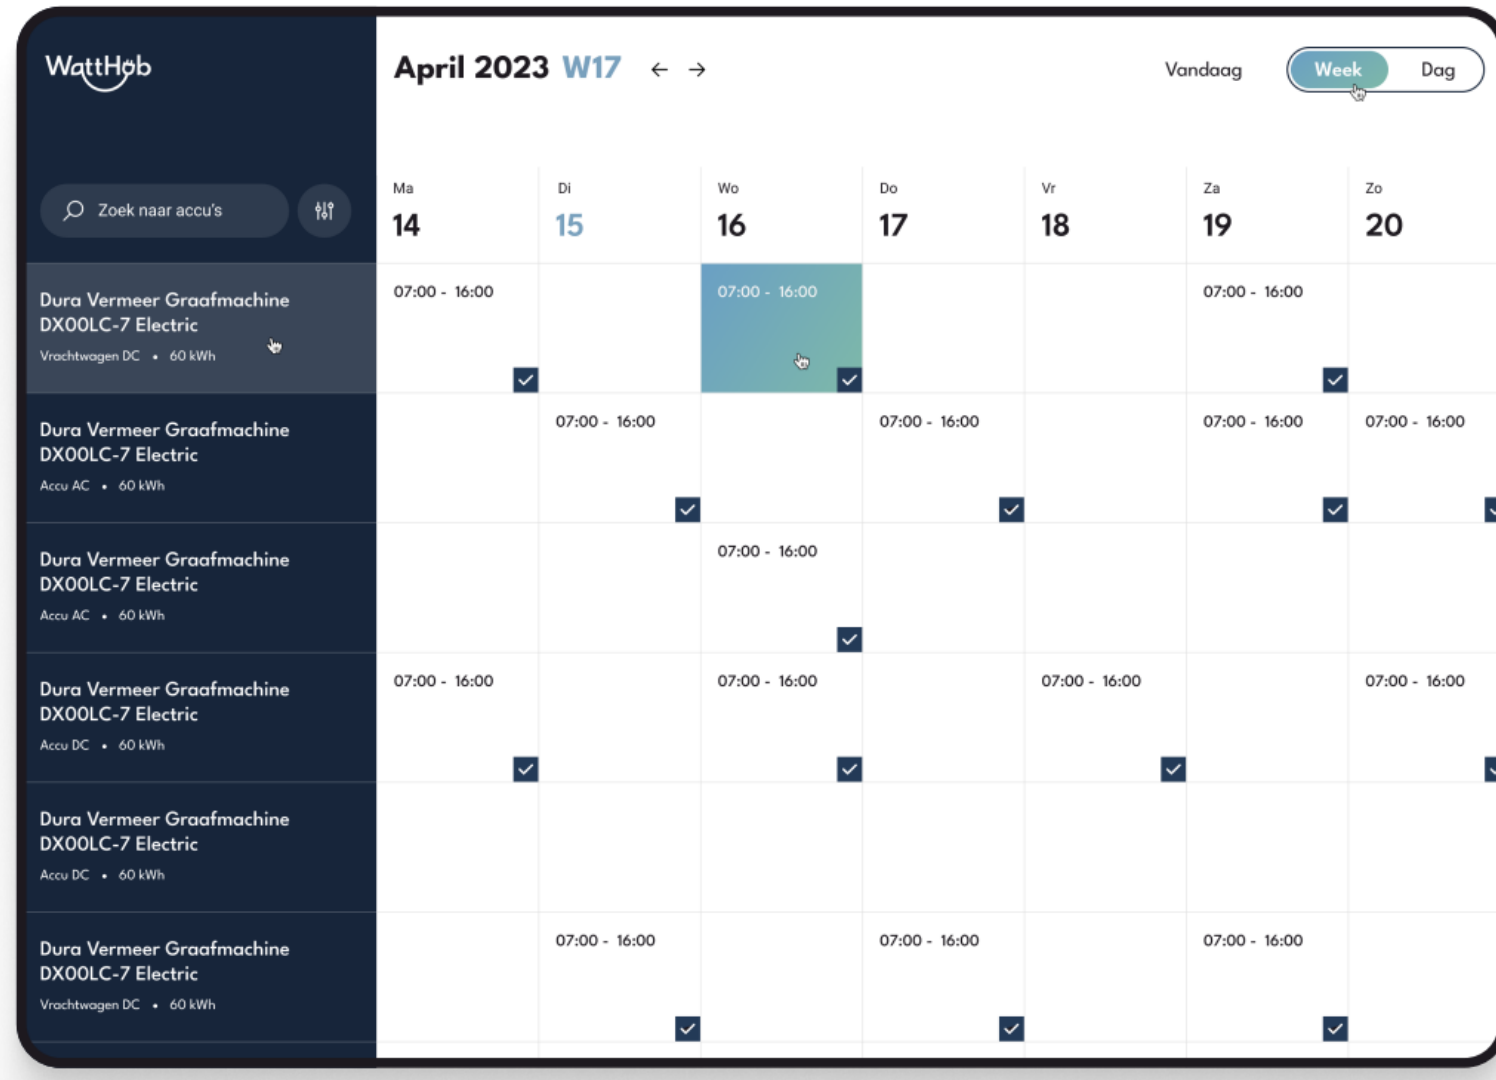 WattHub
April 2023 W17
Vandaag
Week
Dag
Zoek naar accu's
Ma
Di
Wo
Do
Vr
Za
Zo
14
15
16
17
18
19
20
Dura Vermeer Graafmachine
DX00LC-7 Electric
Vrachtwagen DC • 60 kWh
07:00 - 16:00
07:00 - 16:00
07:00 - 16:00
Dura Vermeer Graafmachine
DX00LC-7 Electric
Accu AC • 60 kWh
07:00 - 16:00
07:00 - 16:00
07:00 - 16:00
07:00 - 16:00
Dura Vermeer Graafmachine
DX00LC-7 Electric
Accu AC • 60 kWh
07:00 - 16:00
Dura Vermeer Graafmachine
DX00LC-7 Electric
Accu DC • 60 kWh
07:00 - 16:00
07:00 - 16:00
07:00 - 16:00
07:00 - 16:00
Dura Vermeer Graafmachine
DX00LC-7 Electric
Accu DC • 60 kWh
Dura Vermeer Graafmachine
DX00LC-7 Electric
Vrachtwagen DC • 60 kWh
07:00 - 16:00
07:00 - 16:00
07:00 - 16:00